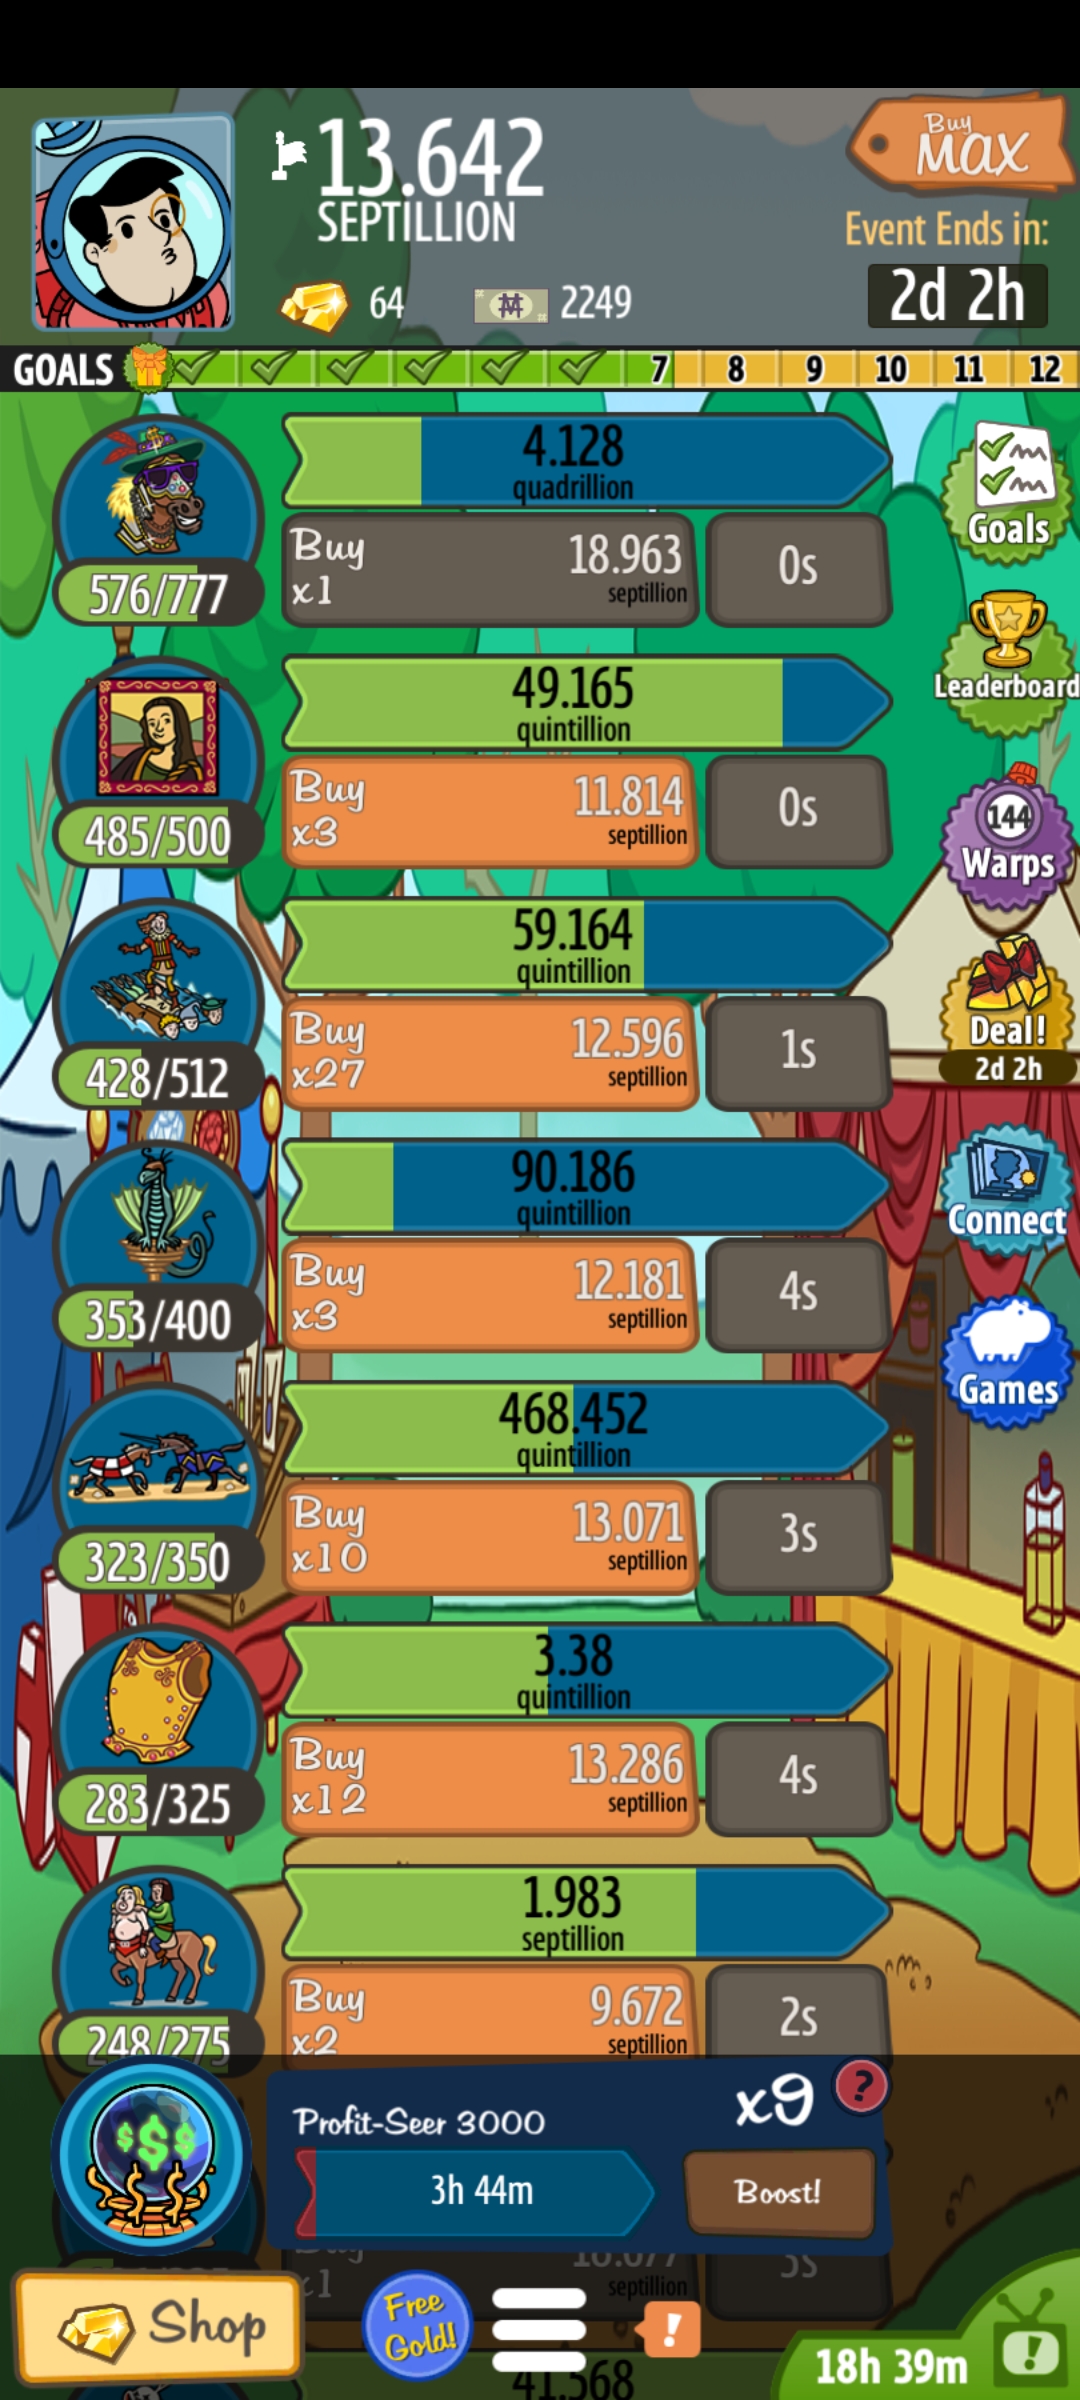 13.642
SEPTILLION
Buy
MAX
Event Ends in:
2d 2h
64
2249
GOALS
7 8 9 10 11 12
4.128
quadrillion
576/777
Buy
x1
18.963
septillion
0s
Goals
49.165
quintillion
485/500
Buy
x3
11.814
septillion
0s
Leaderboard
59.164
quintillion
428/512
Buy
x27
12.596
septillion
1s
144
Warps
Deal!
2d 2h
90.186
quintillion
353/400
Buy
x3
12.181
septillion
4s
Connect
468.452
quintillion
323/350
Buy
x10
13.071
septillion
3s
Games
3.38
quintillion
283/325
Buy
x12
13.286
septillion
4s
1.983
septillion
248/275
Buy
x2
9.672
septillion
2s
$$$
Profit-Seer 3000
x9
?
3h 44m
Boost!
septillion
Shop
Free
Gold!
!
18h 39m
!
41.568